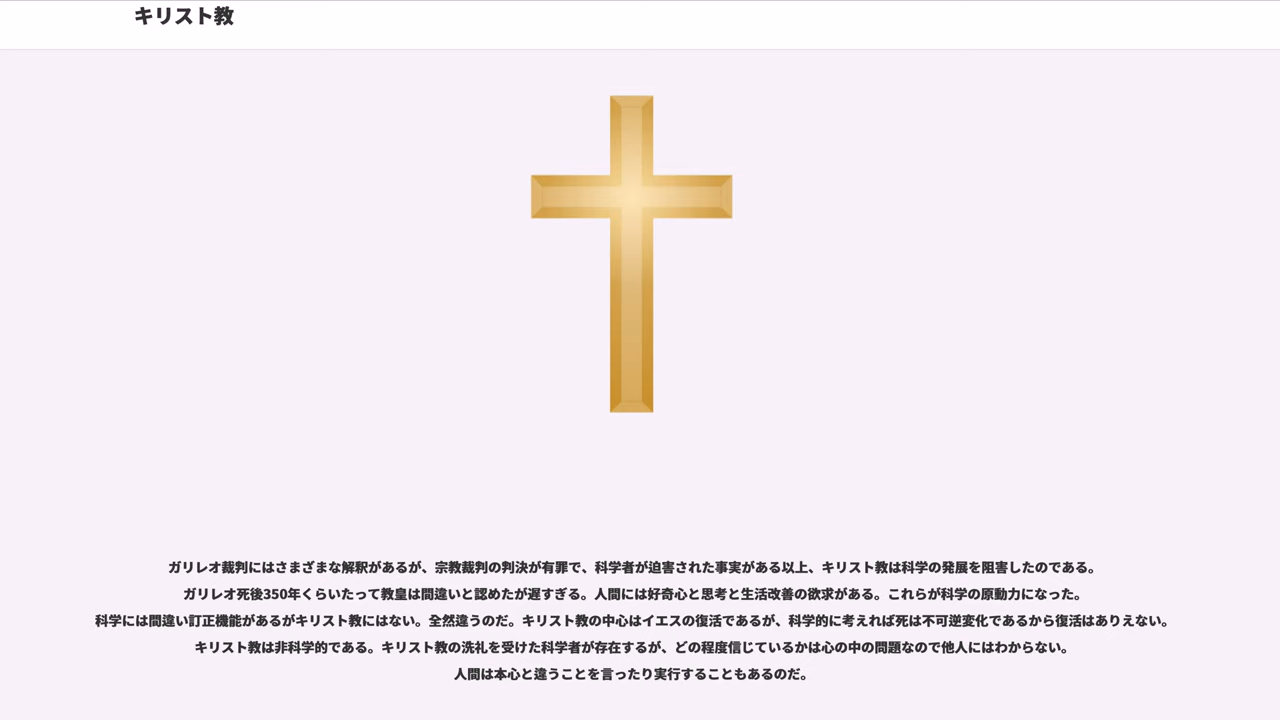 キリスト教
ガリレオ裁判にはさまざまな解釈があるが、宗教裁判の判決が有罪で、科学者が迫害された事実がある以上、キリスト教は科学の発展を阻害したのである。
ガリレオ死後350年くらいたって教皇は間違いと認めたが遅すぎる。人間には好奇心と思考と生活改善の欲求がある。これらが科学の原動力になった。
科学には間違い訂正機能があるがキリスト教にはない。全然違うのだ。キリスト教の中心はイエスの復活であるが、科学的に考えれば死は不可逆変化であるから復活はありえない。
キリスト教は非科学的である。キリスト教の洗礼を受けた科学者が存在するが、どの程度信じているかは心の中の問題なので他人にはわからない。
人間は本心と違うことを言ったり実行することもあるのだ。